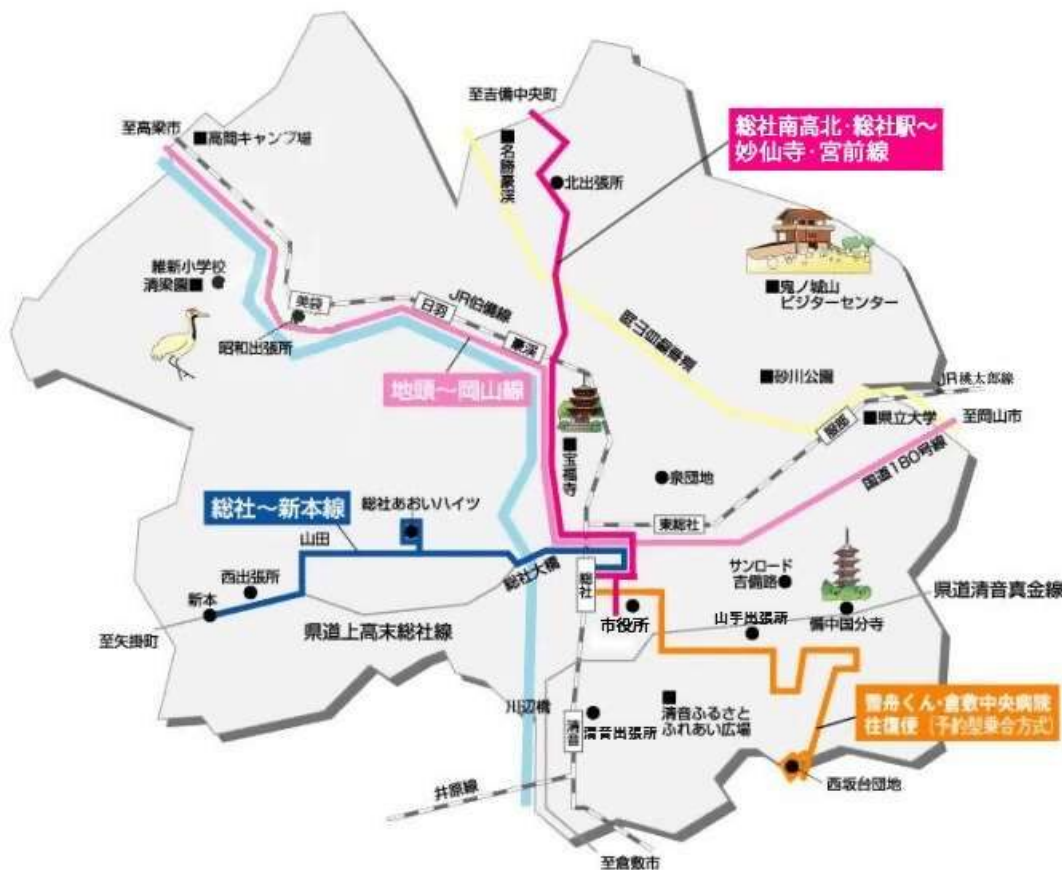 至吉備中央町
至高梁市
■高間キャンプ場
■名勝豪渓
総社南高北・総社駅～
妙仙寺・宮前線
●北出張所
維新小学校
清梁園■
美袋
昭和出張所
日羽
JR伯備線
豪渓
■鬼ノ城山
ビジターセンター
■砂川公園
JR桃太郎線
地頭～岡山線
服部
■県立大学
至岡山市
国道180号線
■宝福寺
●泉団地
東総社
総社～新本線
総社あおいハイツ
山田
総社大橋
総社
サンロード
吉備路●
西出張所
新本
県道清音真金線
市役所
山手出張所
備中国分寺
至矢掛町
県道上高末総社線
川辺橋
清音
清音出張所
■
清音ふるさと
ふれあい広場
雪舟くん・倉敷中央病院
往復便（予約型乗合方式）
西坂台団地
井原線
至倉敷市